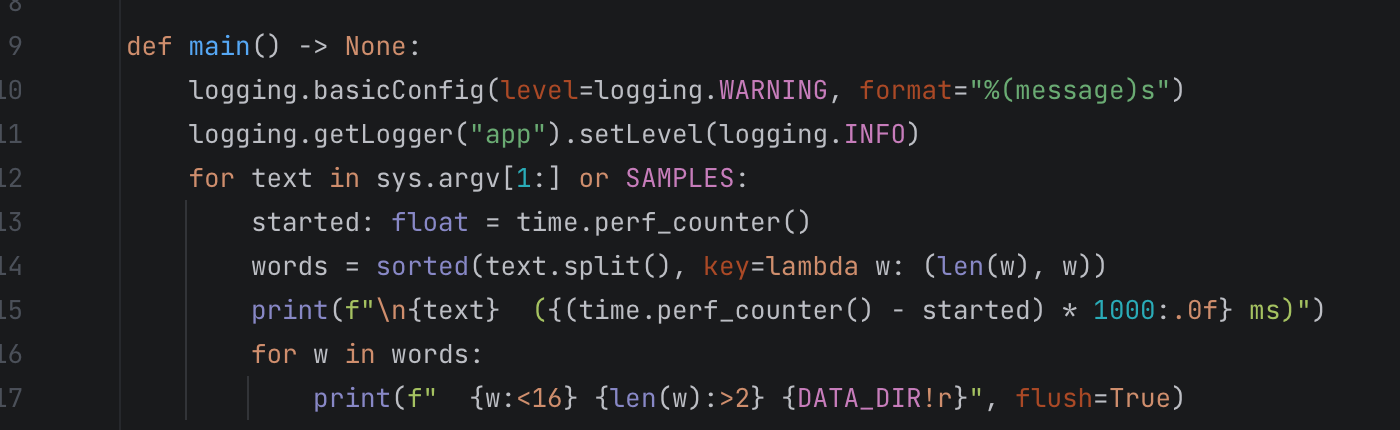 8
9 def main() -> None:
10     logging.basicConfig(level=logging.WARNING, format="%(message)s")
11     logging.getLogger("app").setLevel(logging.INFO)
12     for text in sys.argv[1:] or SAMPLES:
13         started: float = time.perf_counter()
14         words = sorted(text.split(), key=lambda w: (len(w), w))
15         print(f"\n{text}  ({(time.perf_counter() - started) * 1000:.0f} ms)")
16         for w in words:
17             print(f"  {w:<16} {len(w):>2} {DATA_DIR!r}", flush=True)